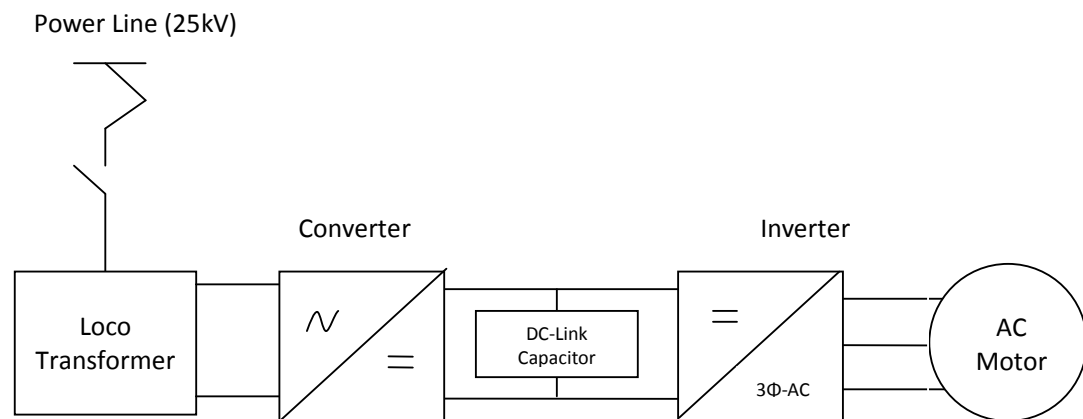 Power Line (25kV)
Converter
Inverter
Loco
Transformer
DC-Link
Capacitor
3Φ-AC
AC
Motor